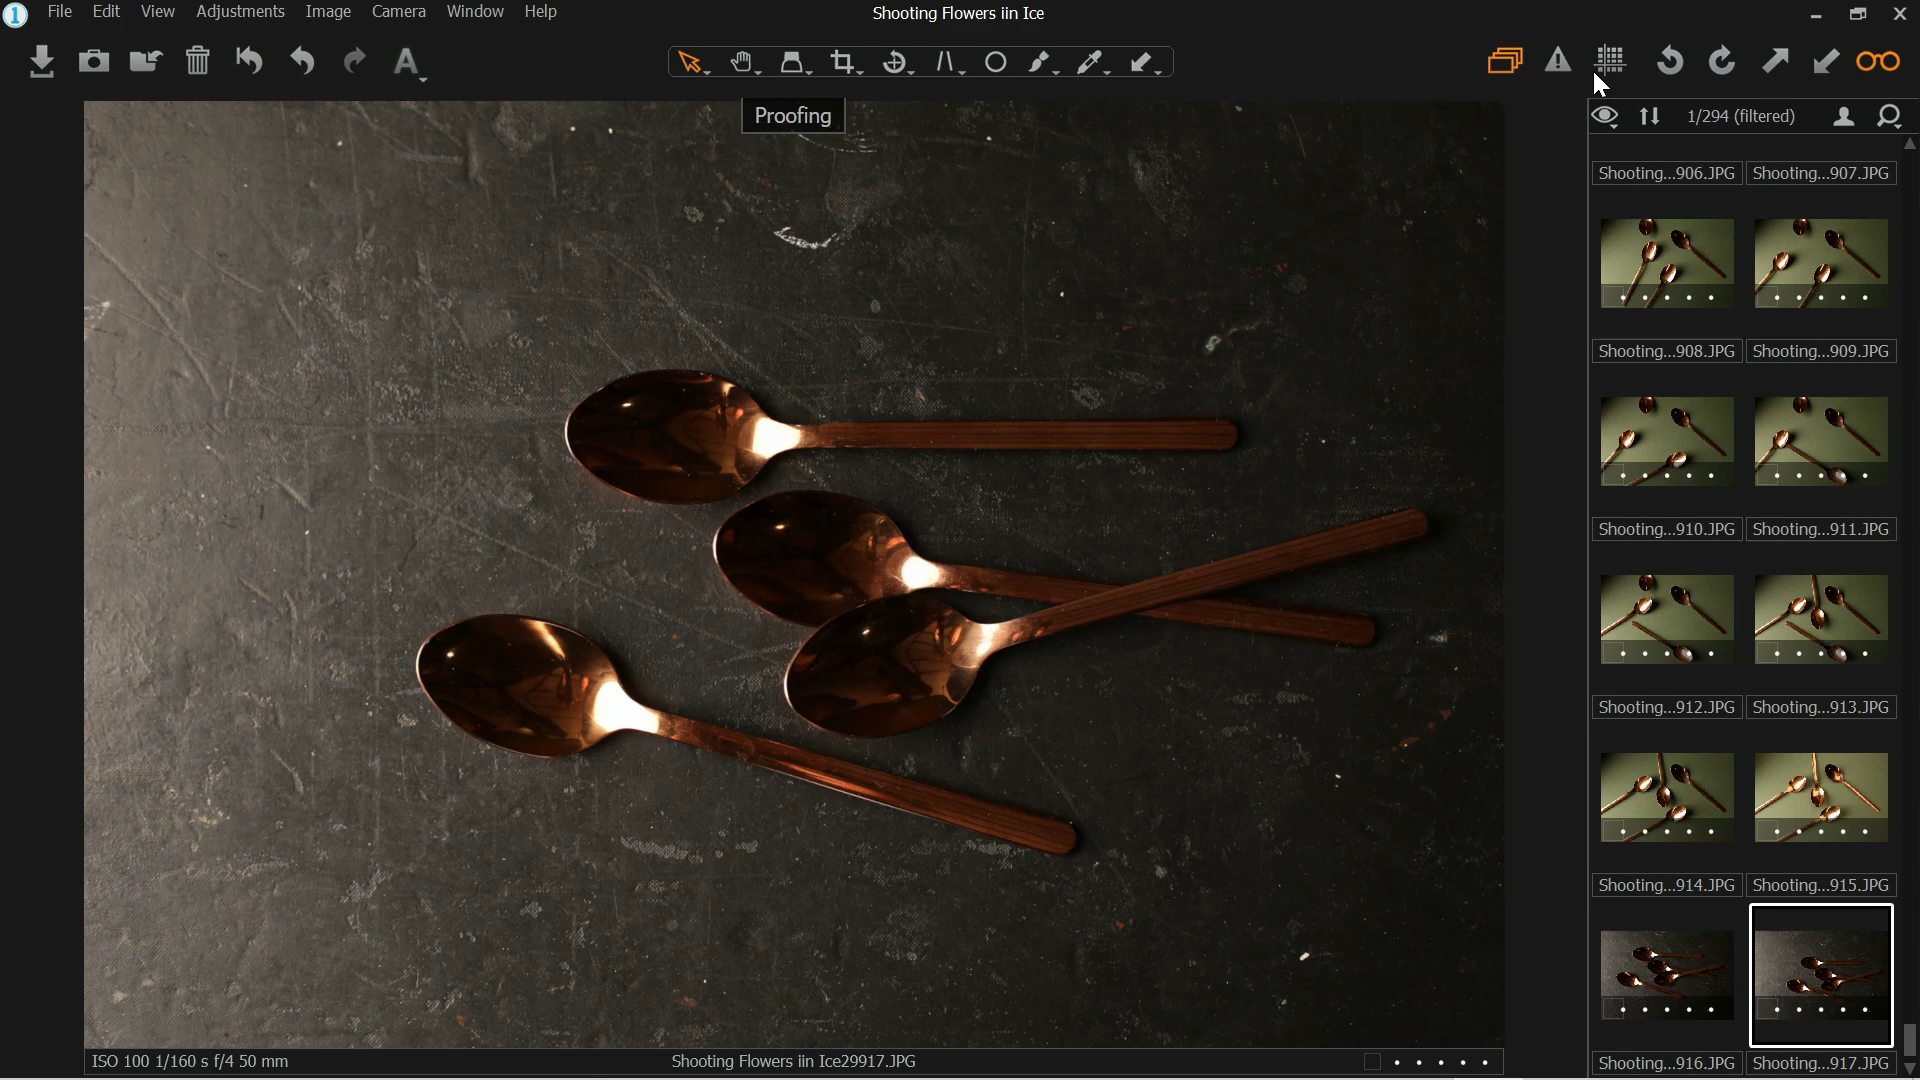 File Edit View Adjustments Image Camera Window Help
Shooting Flowers iin Ice
A
Proofing
1/294 (filtered)
Shooting...906.JPG Shooting...907.JPG
Shooting...908.JPG Shooting...909.JPG
Shooting...910.JPG Shooting...911.JPG
Shooting...912.JPG Shooting...913.JPG
Shooting...914.JPG Shooting...915.JPG
Shooting...916.JPG Shooting...917.JPG
ISO 100 1/160 s f/4 50 mm
Shooting Flowers iin Ice29917.JPG